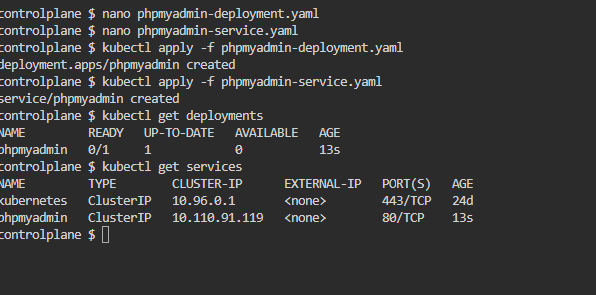 controlplane $ nano phpmyadmin-deployment.yaml
controlplane $ nano phpmyadmin-service.yaml
controlplane $ kubectl apply -f phpmyadmin-deployment.yaml
deployment.apps/phpmyadmin created
controlplane $ kubectl apply -f phpmyadmin-service.yaml
service/phpmyadmin created
controlplane $ kubectl get deployments
NAME READY UP-TO-DATE AVAILABLE AGE
phpmyadmin 0/1 1 0 13s
controlplane $ kubectl get services
NAME TYPE CLUSTER-IP EXTERNAL-IP PORT(S) AGE
kubernetes ClusterIP 10.96.0.1 <none> 443/TCP 24d
phpmyadmin ClusterIP 10.110.91.119 <none> 80/TCP 13s
controlplane $